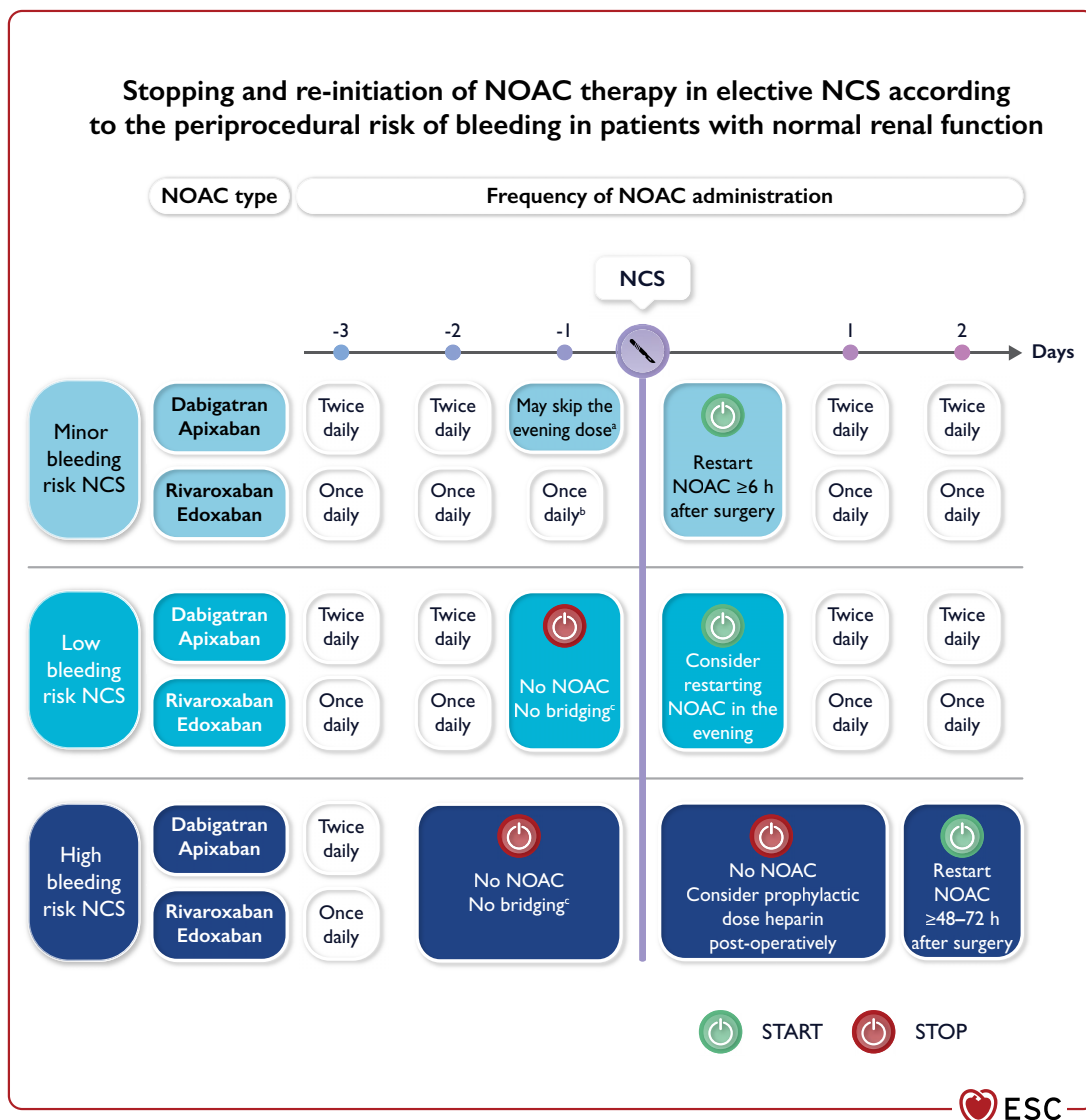 Stopping and re-initiation of NOAC therapy in elective NCS according
to the periprocedural risk of bleeding in patients with normal renal function
NOAC type
Frequency of NOAC administration
NCS
-3
-2
-1
1
2
Days
Minor
bleeding
risk NCS
Dabigatran
Apixaban
Twice
daily
Twice
daily
May skip the
evening doseᵃ
Rivaroxaban
Edoxaban
Once
daily
Once
daily
Once
dailyᵇ
Restart
NOAC ≥6 h
after surgery
Twice
daily
Twice
daily
Once
daily
Once
daily
Low
bleeding
risk NCS
Dabigatran
Apixaban
Twice
daily
Twice
daily
Rivaroxaban
Edoxaban
Once
daily
Once
daily
No NOAC
No bridgingᶜ
Consider
restarting
NOAC in the
evening
Twice
daily
Twice
daily
Once
daily
Once
daily
High
bleeding
risk NCS
Dabigatran
Apixaban
Twice
daily
Rivaroxaban
Edoxaban
Once
daily
No NOAC
No bridgingᶜ
No NOAC
Consider prophylactic
dose heparin
post-operatively
Restart
NOAC
≥48–72 h
after surgery
START
STOP
ESC